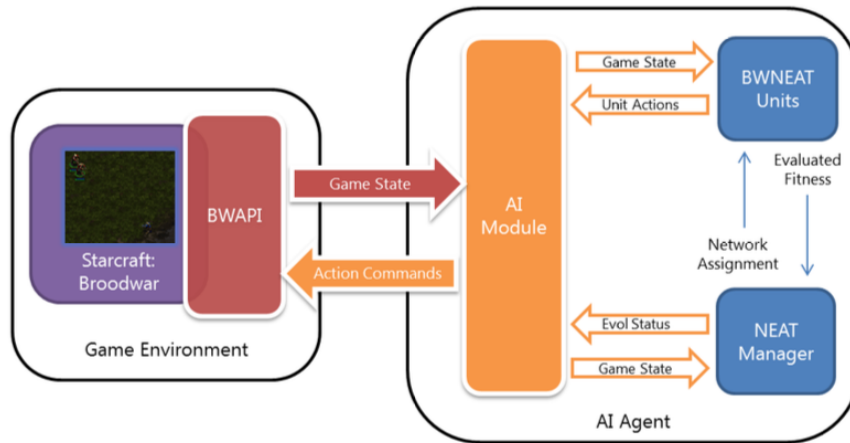 Starcraft:
Broodwar
BWAPI
Game Environment
Game State
Action Commands
AI
Module
Game State
Unit Actions
BWNEAT
Units
Evaluated
Fitness
Network
Assignment
Evol Status
Game State
NEAT
Manager
AI Agent